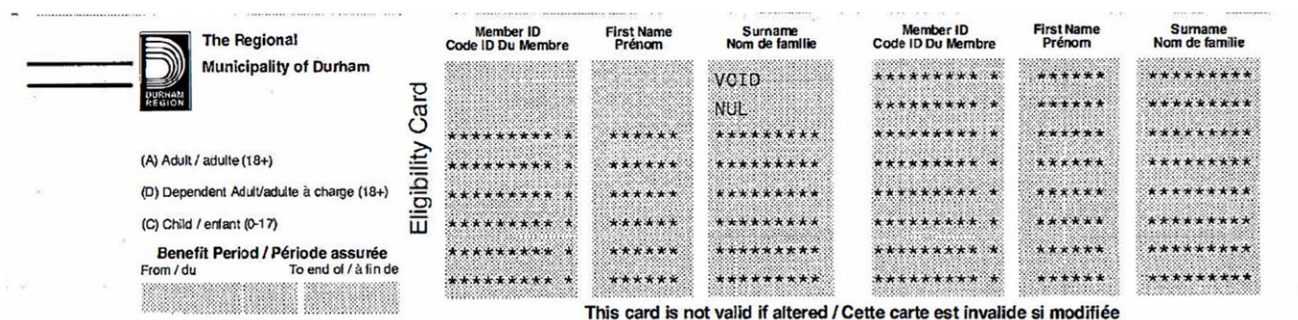 The Regional
Municipality of Durham
DURHAM
REGION
(A) Adult / adulte (18+)
(D) Dependent Adult/adulte à charge (18+)
(C) Child / enfant (0-17)
Benefit Period / Période assurée
From / du To end of / à fin de
Eligibility Card
Member ID First Name Surname Member ID First Name Surname
Code ID Du Membre Prénom Nom de famille Code ID Du Membre Prénom Nom de famille
VOID ********* * ****** *********
NUL ********* * ****** *********
********* * ****** ********* ********* * ****** *********
********* * ****** ********* ********* * ****** *********
********* * ****** ********* ********* * ****** *********
********* * ****** ********* ********* * ****** *********
********* * ****** ********* ********* * ****** *********
********* * ****** ********* ********* * ****** *********
This card is not valid if altered / Cette carte est invalide si modifiée